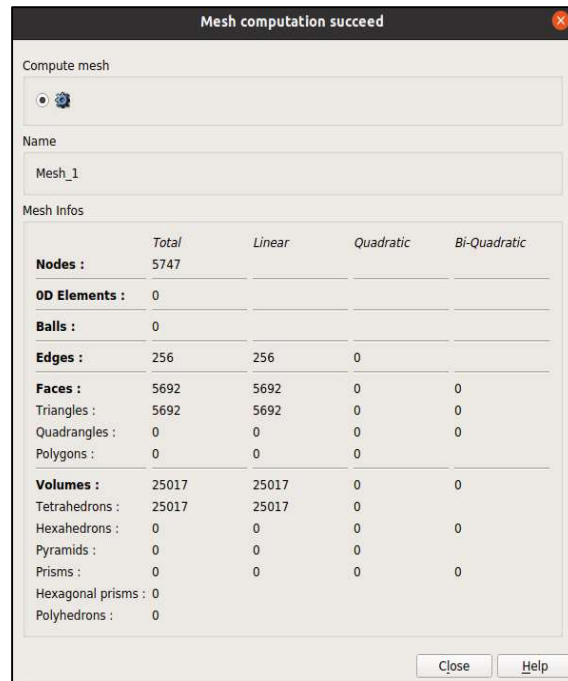 Mesh computation succeed
Compute mesh
Name
Mesh_1
Mesh Infos
Total Linear Quadratic Bi-Quadratic
Nodes : 5747
0D Elements : 0
Balls : 0
Edges : 256 256 0
Faces : 5692 5692 0 0
Triangles : 5692 5692 0 0
Quadrangles : 0 0 0 0
Polygons : 0 0 0
Volumes : 25017 25017 0 0
Tetrahedrons : 25017 25017 0
Hexahedrons : 0 0 0 0
Pyramids : 0 0 0
Prisms : 0 0 0 0
Hexagonal prisms : 0
Polyhedrons : 0
Close Help